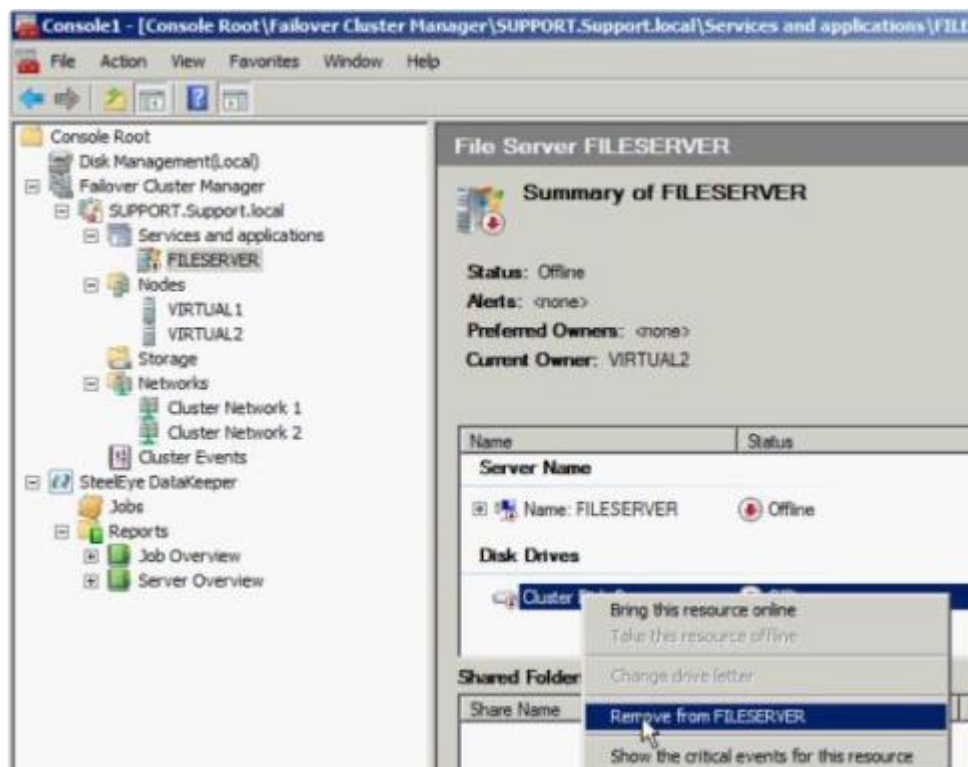 Console1 - [Console Root\Failover Cluster Manager\SUPPORT.Support.local\Services and applications\FILE
File Action View Favorites Window Help
Console Root
Disk Management(Local)
Failover Cluster Manager
SUPPORT.Support.local
Services and applications
FILESERVER
Nodes
VIRTUAL1
VIRTUAL2
Storage
Networks
Cluster Network 1
Cluster Network 2
Cluster Events
SteelEye DataKeeper
Jobs
Reports
Job Overview
Server Overview
File Server FILESERVER
Summary of FILESERVER
Status: Offline
Alerts: <none>
Preferred Owners: <none>
Current Owner: VIRTUAL2
Name Status
Server Name
Name: FILESERVER Offline
Disk Drives
Cluster
Bring this resource online
Take this resource offline
Change drive letter
Remove from FILESERVER
Show the critical events for this resource
Shared Folder
Share Name